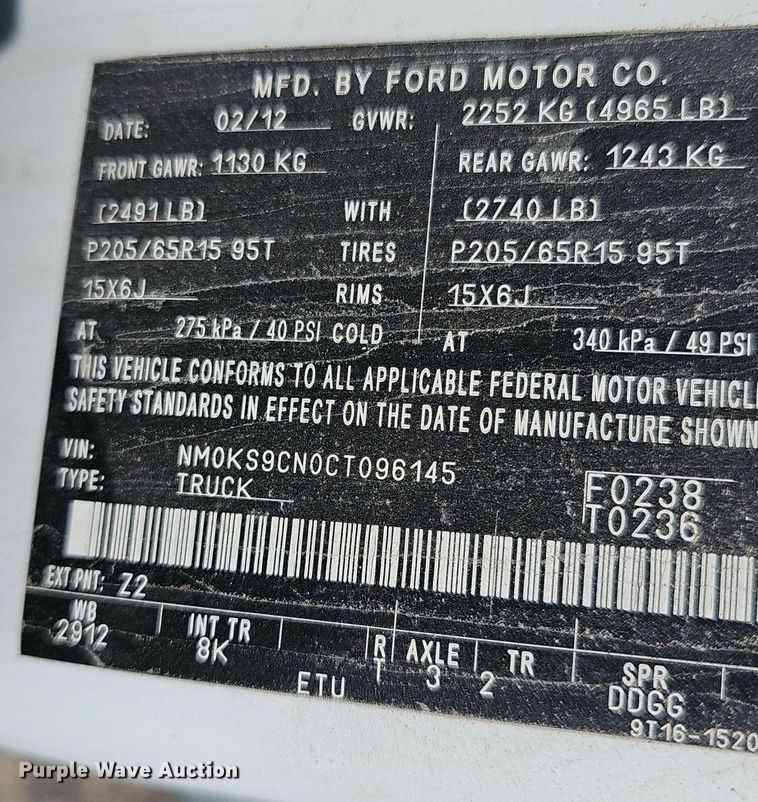 MFD. BY FORD MOTOR CO.
DATE: 02/12 GVWR: 2252 KG (4965 LB)
FRONT GAWR: 1130 KG REAR GAWR: 1243 KG
(2491 LB) WITH (2740 LB)
P205/65R15 95T TIRES P205/65R15 95T
15X6J RIMS 15X6J
AT 275 kPa / 40 PSI COLD AT 340 kPa / 49 PSI
THIS VEHICLE CONFORMS TO ALL APPLICABLE FEDERAL MOTOR VEHICL
SAFETY STANDARDS IN EFFECT ON THE DATE OF MANUFACTURE SHOWN
VIN: NM0KS9CN0CT096145
TYPE: TRUCK
F0238
T0236
EXT PNT: Z2
WB INT TR RT AXLE TR SPR
2912 8K 3 2 DDGG
ETU
9T16-1520
Purple Wave Auction